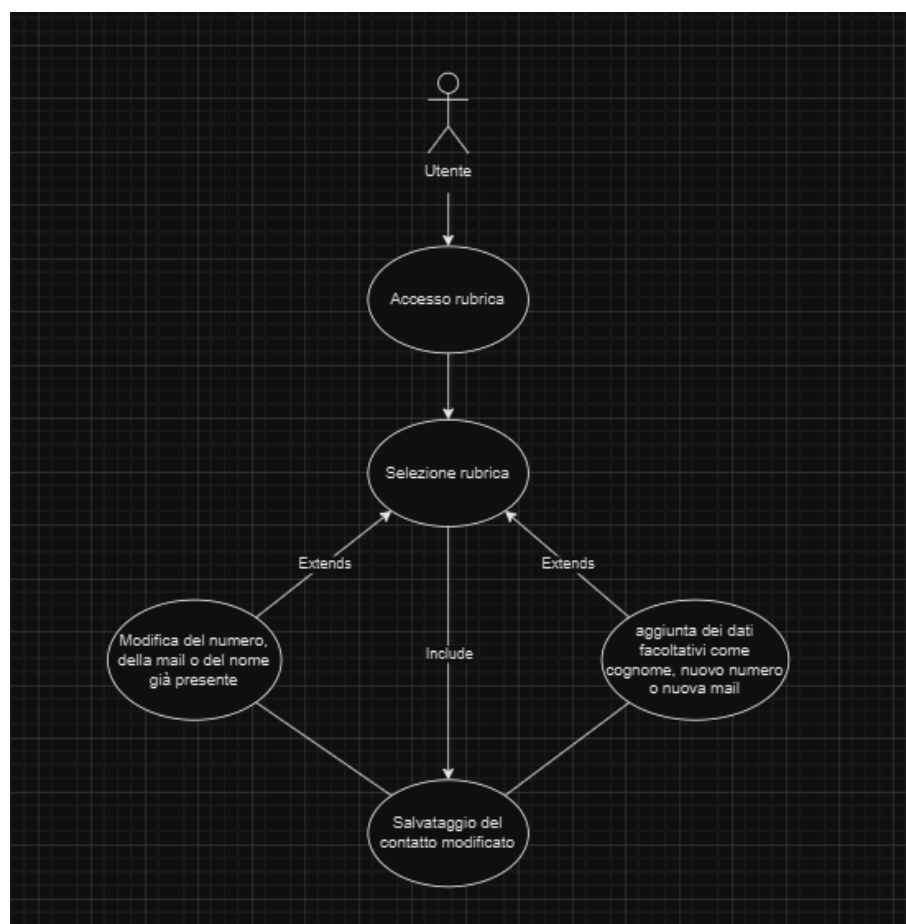 Utente
Accesso rubrica
Selezione rubrica
Extends
Extends
Modifica del numero,
della mail o del nome
già presente
Include
aggiunta dei dati
facoltativi come
cognome, nuovo numero
o nuova mail
Salvataggio del
contatto modificato